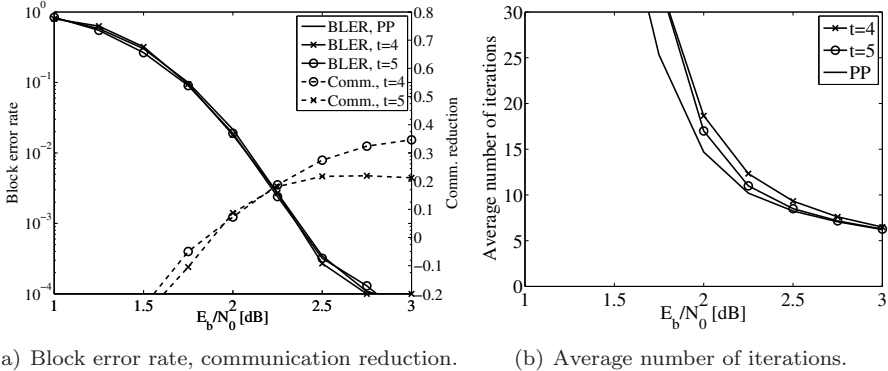 10^0
10^-1
10^-2
10^-3
10^-4
Block error rate
1
1.5
2
2.5
3
E_b/N_0 [dB]
0.8
0.7
0.6
0.5
0.4
0.3
0.2
0.1
0
−0.1
−0.2
Comm. reduction
BLER, PP
BLER, t=4
BLER, t=5
Comm., t=4
Comm., t=5
a) Block error rate, communication reduction.
30
25
20
15
10
5
0
Average number of iterations
1
1.5
2
2.5
3
E_b/N_0 [dB]
t=4
t=5
PP
(b) Average number of iterations.